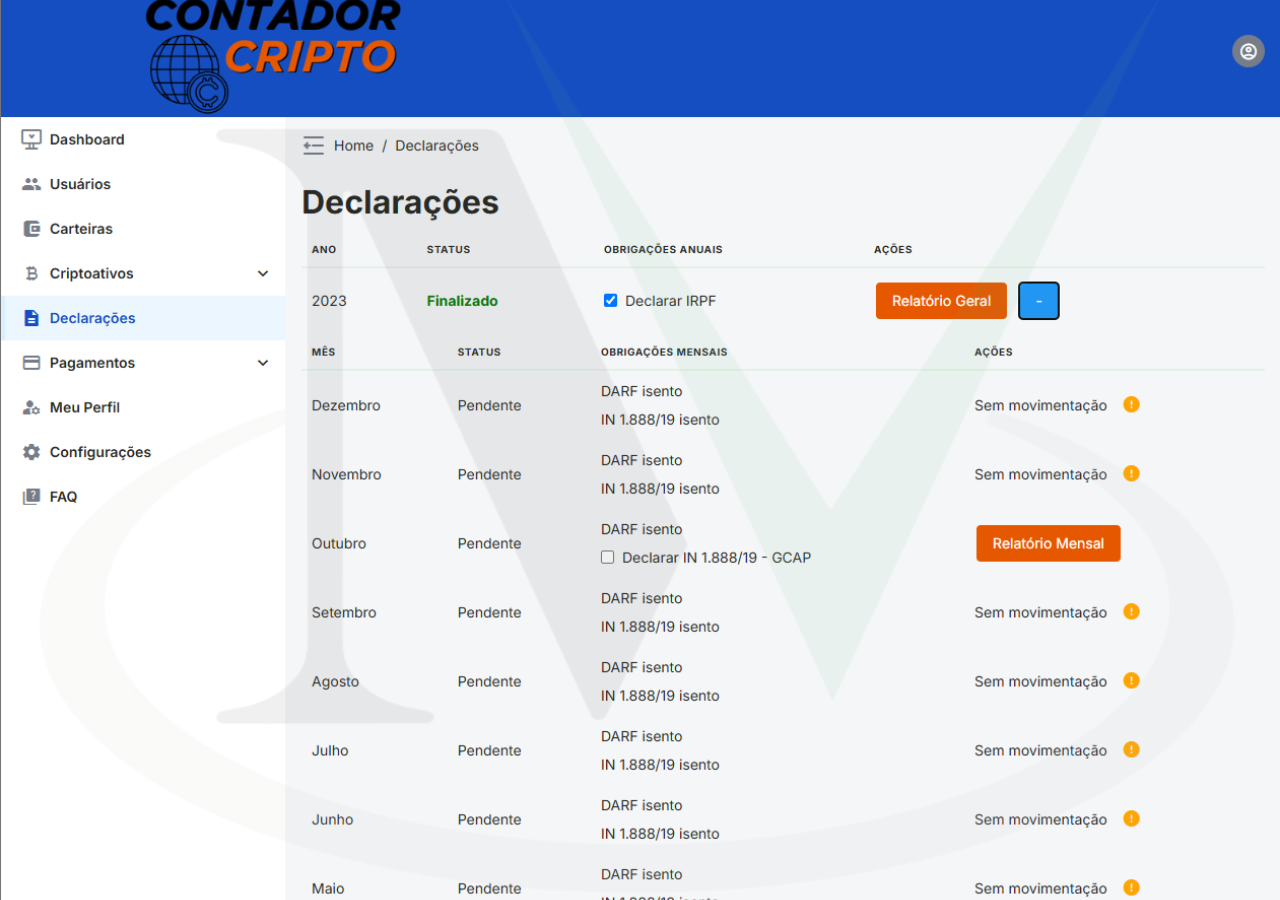 CONTADOR
CRIPTO
Dashboard
Usuários
Carteiras
Criptoativos
Declarações
Pagamentos
Meu Perfil
Configurações
FAQ
Home / Declarações
Declarações
ANO STATUS OBRIGAÇÕES ANUAIS AÇÕES
2023 Finalizado Declarar IRPF Relatório Geral -
MÊS STATUS OBRIGAÇÕES MENSAIS AÇÕES
DARF isento
Dezembro Pendente Sem movimentação
IN 1.888/19 isento
DARF isento
Novembro Pendente Sem movimentação
IN 1.888/19 isento
DARF isento
Outubro Pendente Relatório Mensal
Declarar IN 1.888/19 - GCAP
DARF isento
Setembro Pendente Sem movimentação
IN 1.888/19 isento
DARF isento
Agosto Pendente Sem movimentação
IN 1.888/19 isento
DARF isento
Julho Pendente Sem movimentação
IN 1.888/19 isento
DARF isento
Junho Pendente Sem movimentação
IN 1.888/19 isento
DARF isento
Maio Pendente Sem movimentação